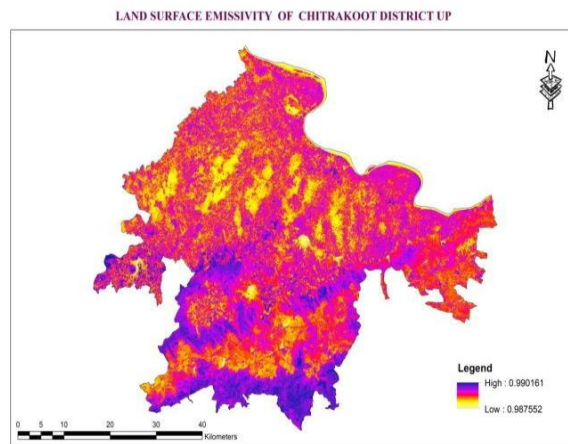 LAND SURFACE EMISSIVITY OF CHITRAKOOT DISTRICT UP
N
Legend
High : 0.990161
Low : 0.987552
0 5 10 20 30 40
Kilometers